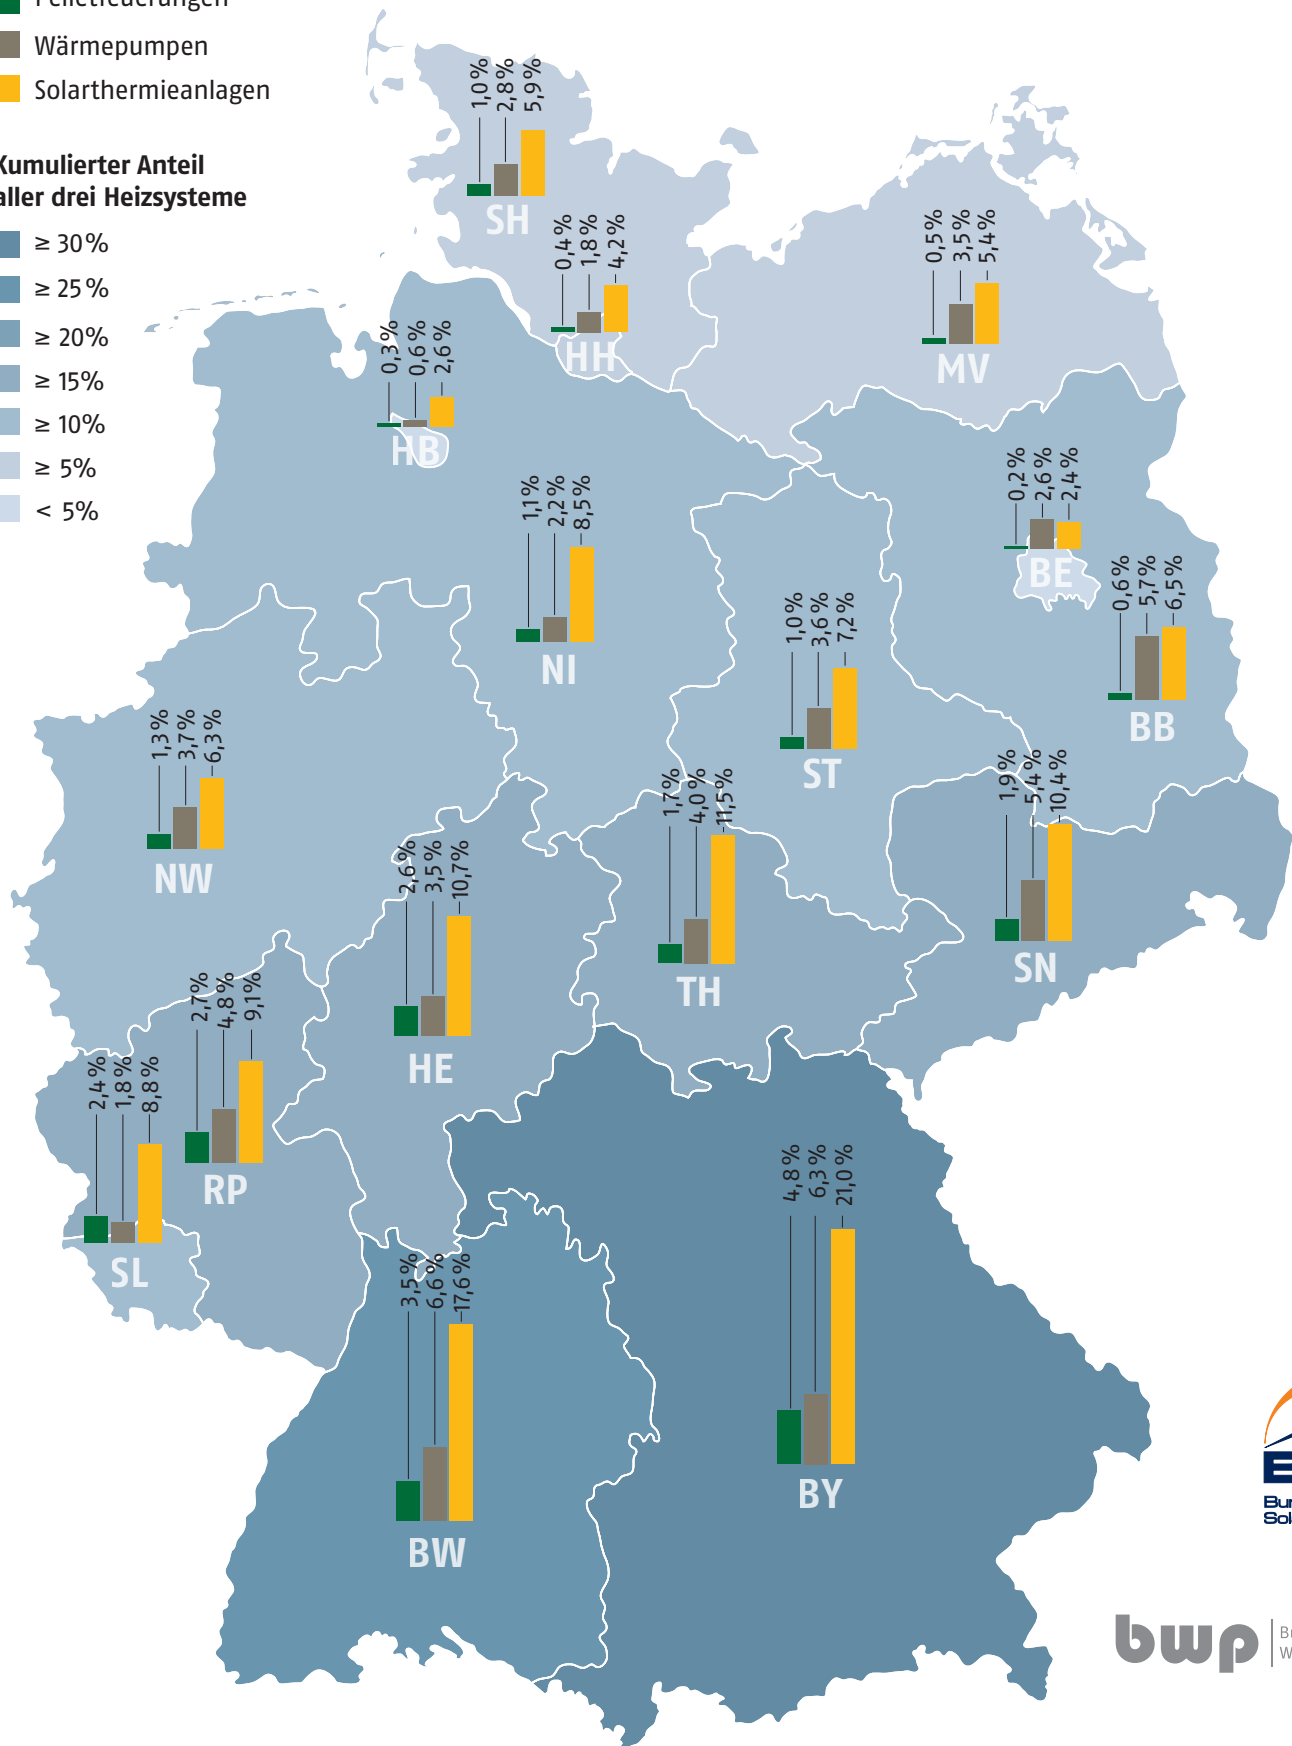 Pelletfeuerungen
Wärmepumpen
Solarthermieanlagen
Kumulierter Anteil
aller drei Heizsysteme
≥ 30 %
≥ 25 %
≥ 20%
≥ 15%
≥ 10%
≥ 5%
< 5%
1,0 %
2,8 %
5,9 %
SH
0,4 %
1,8 %
4,2 %
HH
0,5 %
3,5 %
5,4 %
MV
0,3 %
0,6 %
2,6 %
HB
1,1 %
2,2 %
8,5 %
NI
0,2 %
2,6 %
2,4 %
BE
0,6 %
5,7 %
6,5 %
BB
1,0 %
3,6 %
7,2 %
ST
1,3 %
3,7 %
6,3 %
NW
1,7 %
4,0 %
11,5 %
TH
1,9 %
5,4 %
10,4 %
SN
2,6 %
3,5 %
10,7 %
HE
2,7 %
4,8 %
9,1 %
RP
2,4 %
1,8 %
8,8 %
SL
4,8 %
6,3 %
21,0 %
BY
3,5 %
6,6 %
17,6 %
BW
bwp